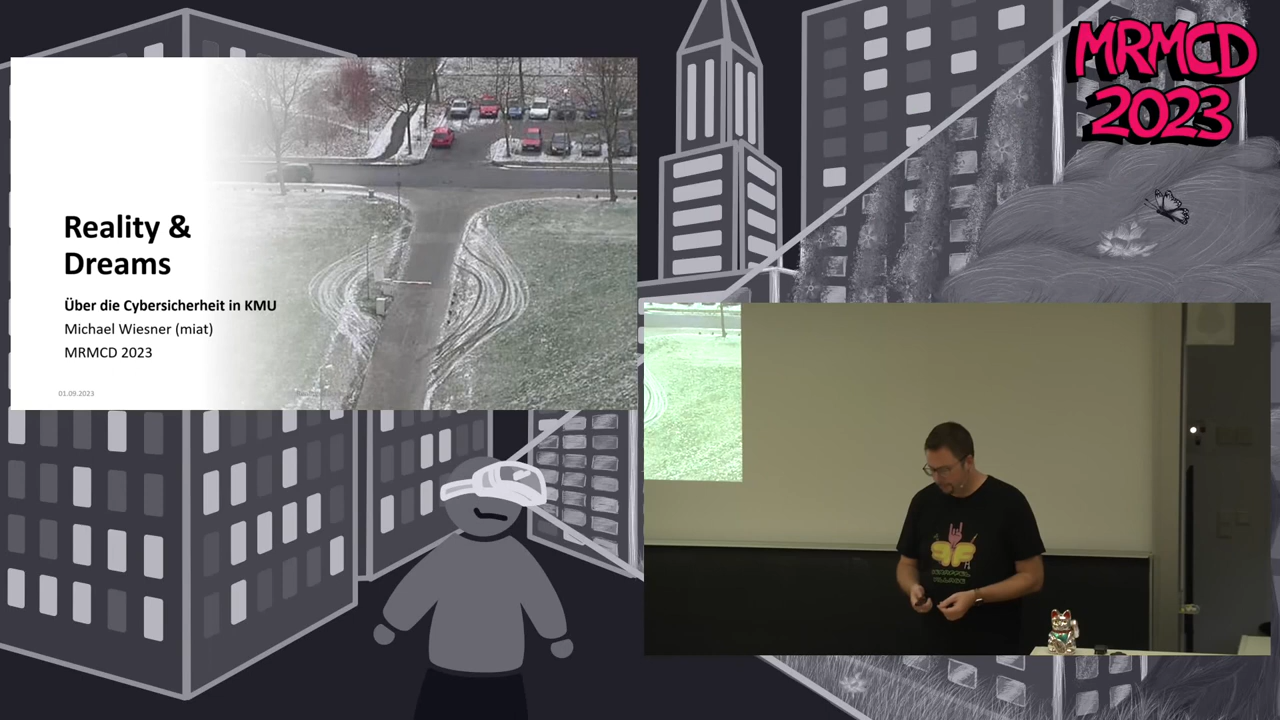 MRMCD
2023
Reality &
Dreams
Über die Cybersicherheit in KMU
Michael Wiesner (miat)
MRMCD 2023
01.09.2023